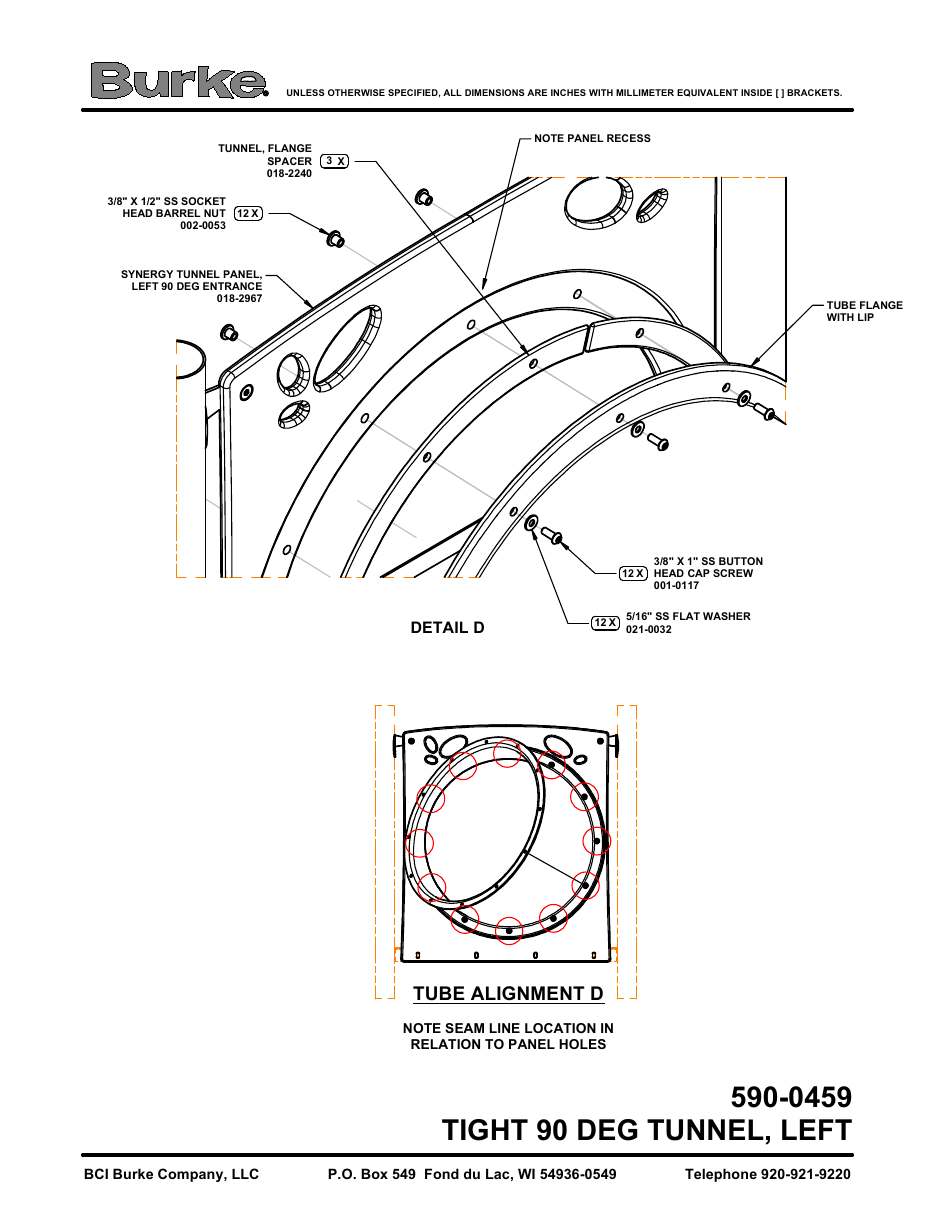 Burke
UNLESS OTHERWISE SPECIFIED, ALL DIMENSIONS ARE INCHES WITH MILLIMETER EQUIVALENT INSIDE [ ] BRACKETS.
NOTE PANEL RECESS
TUNNEL, FLANGE
SPACER
018-2240
3 X
3/8" X 1/2" SS SOCKET
HEAD BARREL NUT
002-0053
12 X
SYNERGY TUNNEL PANEL,
LEFT 90 DEG ENTRANCE
018-2967
TUBE FLANGE
WITH LIP
12 X
3/8" X 1" SS BUTTON
HEAD CAP SCREW
001-0117
12 X
5/16" SS FLAT WASHER
021-0032
DETAIL D
TUBE ALIGNMENT D
NOTE SEAM LINE LOCATION IN
RELATION TO PANEL HOLES
590-0459
TIGHT 90 DEG TUNNEL, LEFT
BCI Burke Company, LLC P.O. Box 549 Fond du Lac, WI 54936-0549 Telephone 920-921-9220